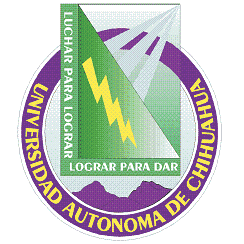 LUCHAR PARA LOGRAR
LOGRAR PARA DAR
UNIVERSIDAD AUTONOMA DE CHIHUAHUA